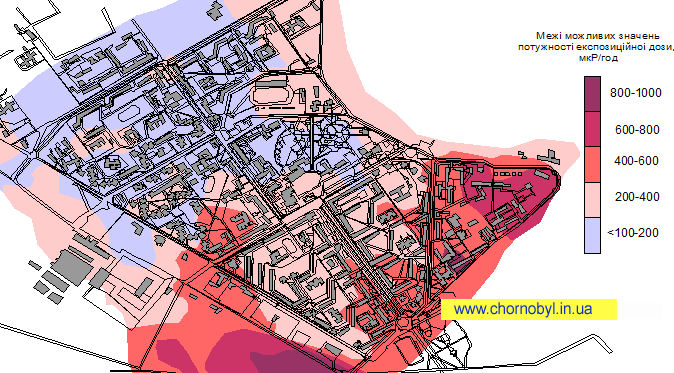 Межі можливих значень
потужності експозиційної дози,
мкР/год
800-1000
600-800
400-600
200-400
<100-200
www.chornobyl.in.ua